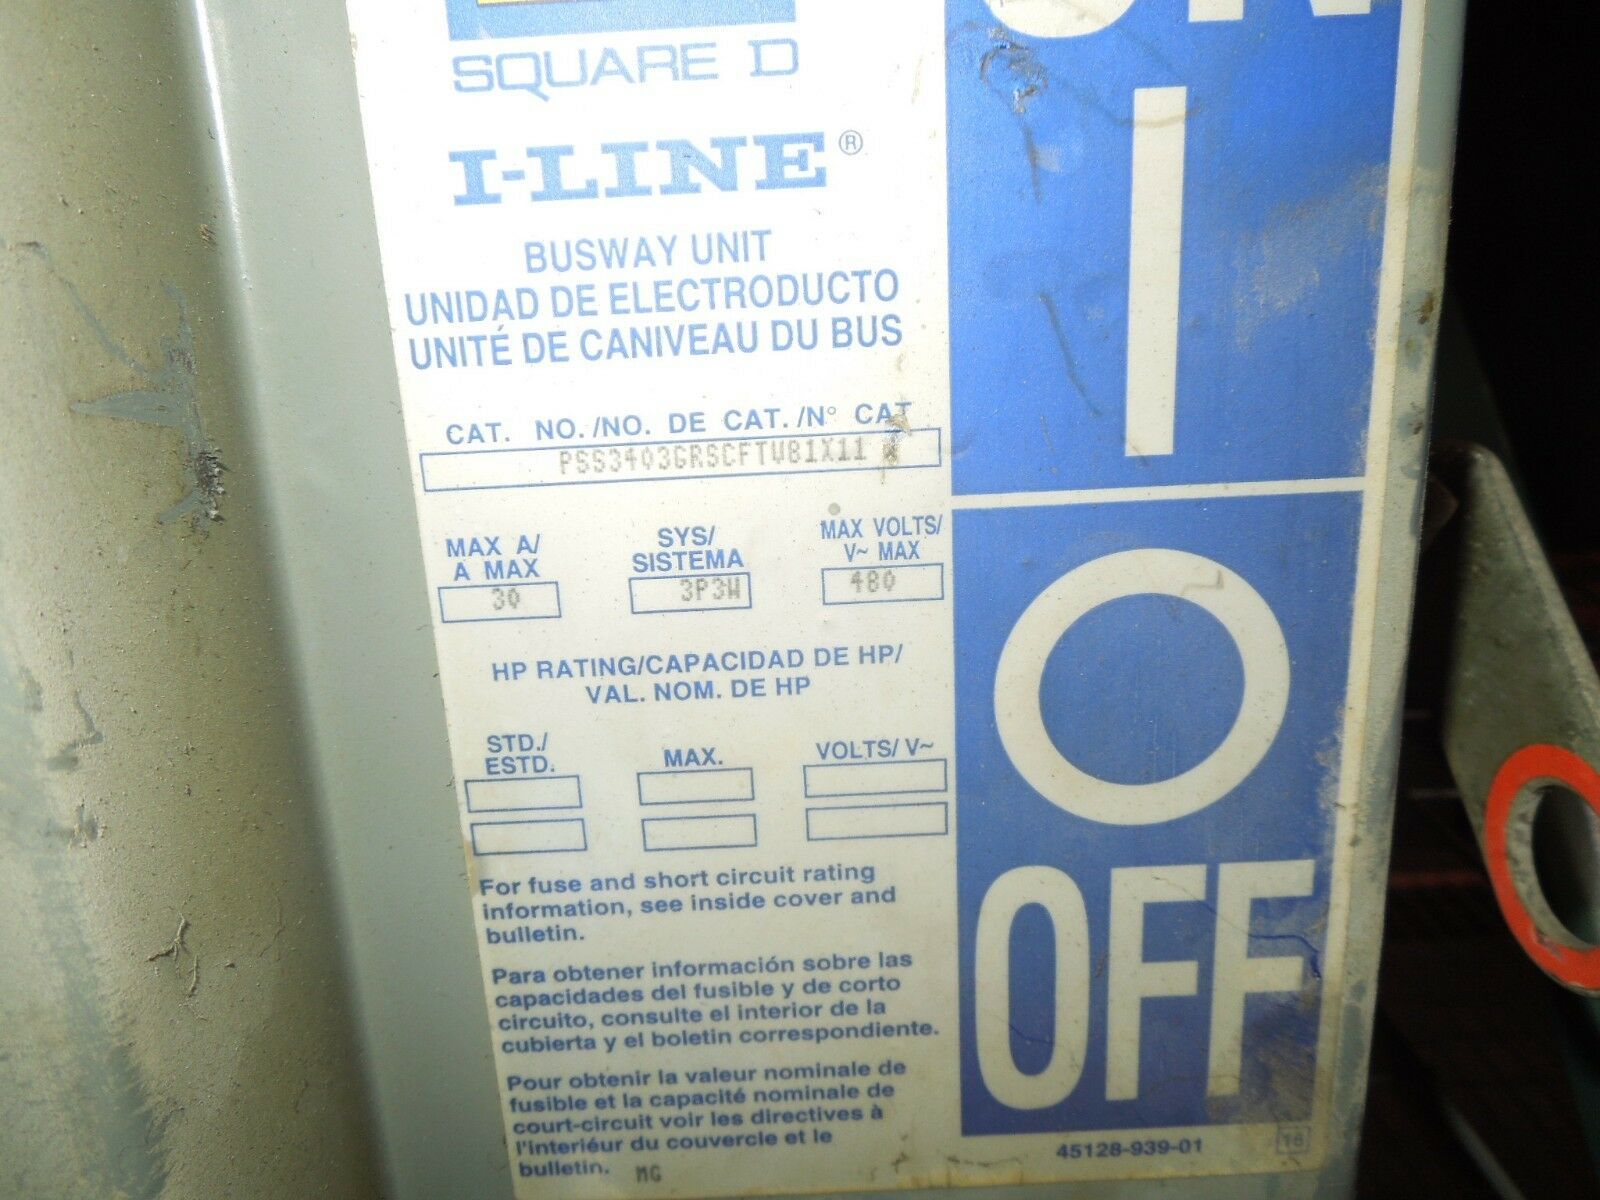 SQUARE D
I-LINE®
BUSWAY UNIT
UNIDAD DE ELECTRODUCTO
UNITÉ DE CANIVEAU DU BUS
CAT. NO./NO. DE CAT./N° CAT
PSS3403GRSCFTVB1X11
MAX A/
A MAX
30
SYS/
SISTEMA
3P3W
MAX VOLTS/
V~ MAX
480
HP RATING/CAPACIDAD DE HP/
VAL. NOM. DE HP
STD./
ESTD.
MAX.
VOLTS/ V~
For fuse and short circuit rating
information, see inside cover and
bulletin.
Para obtener información sobre las
capacidades del fusible y de corto
circuito, consulte el interior de la
cubierta y el boletin correspondiente.
Pour obtenir la valeur nominale de
fusible et la capacité nominale de
court-circuit voir les directives à
l'interiéur du couvercle et le
bulletin.
MG
ON
I
O
OFF
45128-939-01
16